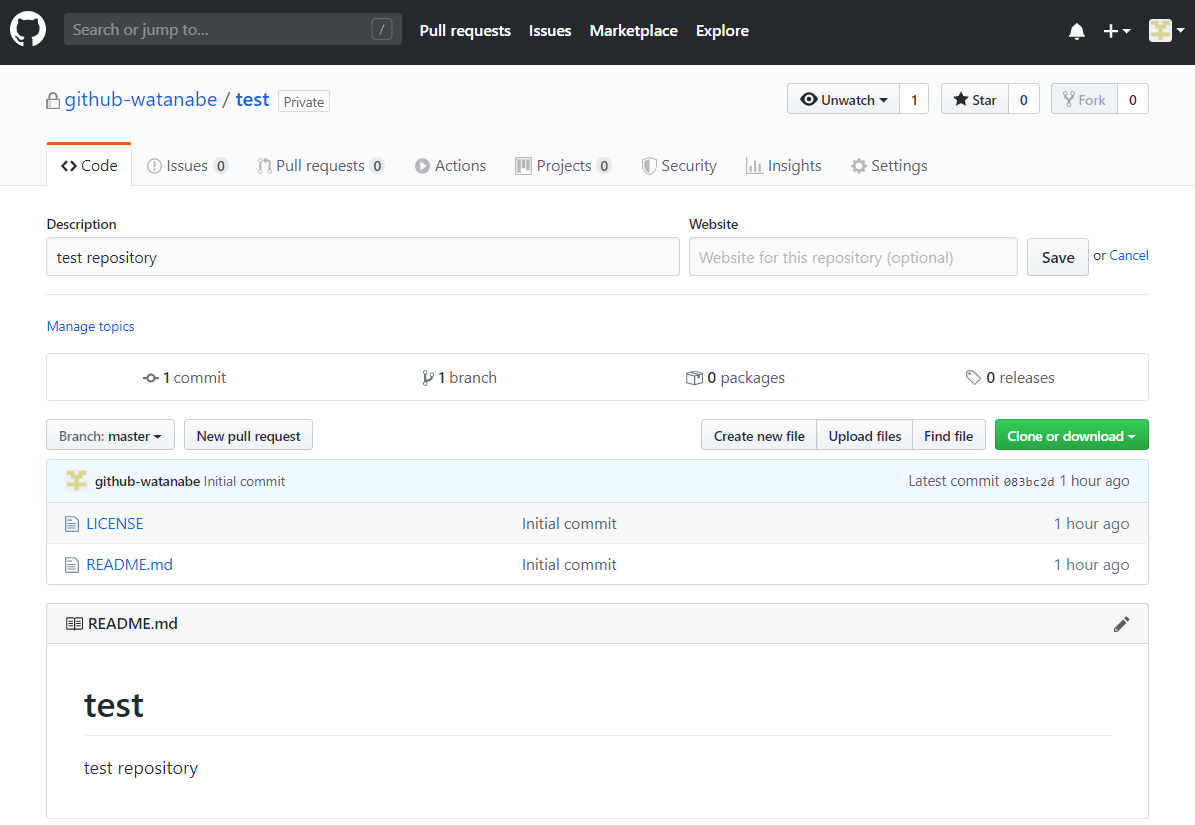 Search or jump to... /
Pull requests Issues Marketplace Explore
github-watanabe / test Private
Unwatch 1 Star 0 Fork 0
Code Issues 0 Pull requests 0 Actions Projects 0 Security Insights Settings
Description Website
test repository Website for this repository (optional) Save or Cancel
Manage topics
1 commit 1 branch 0 packages 0 releases
Branch: master New pull request Create new file Upload files Find file Clone or download
github-watanabe Initial commit Latest commit 083bc2d 1 hour ago
LICENSE Initial commit 1 hour ago
README.md Initial commit 1 hour ago
README.md
test
test repository